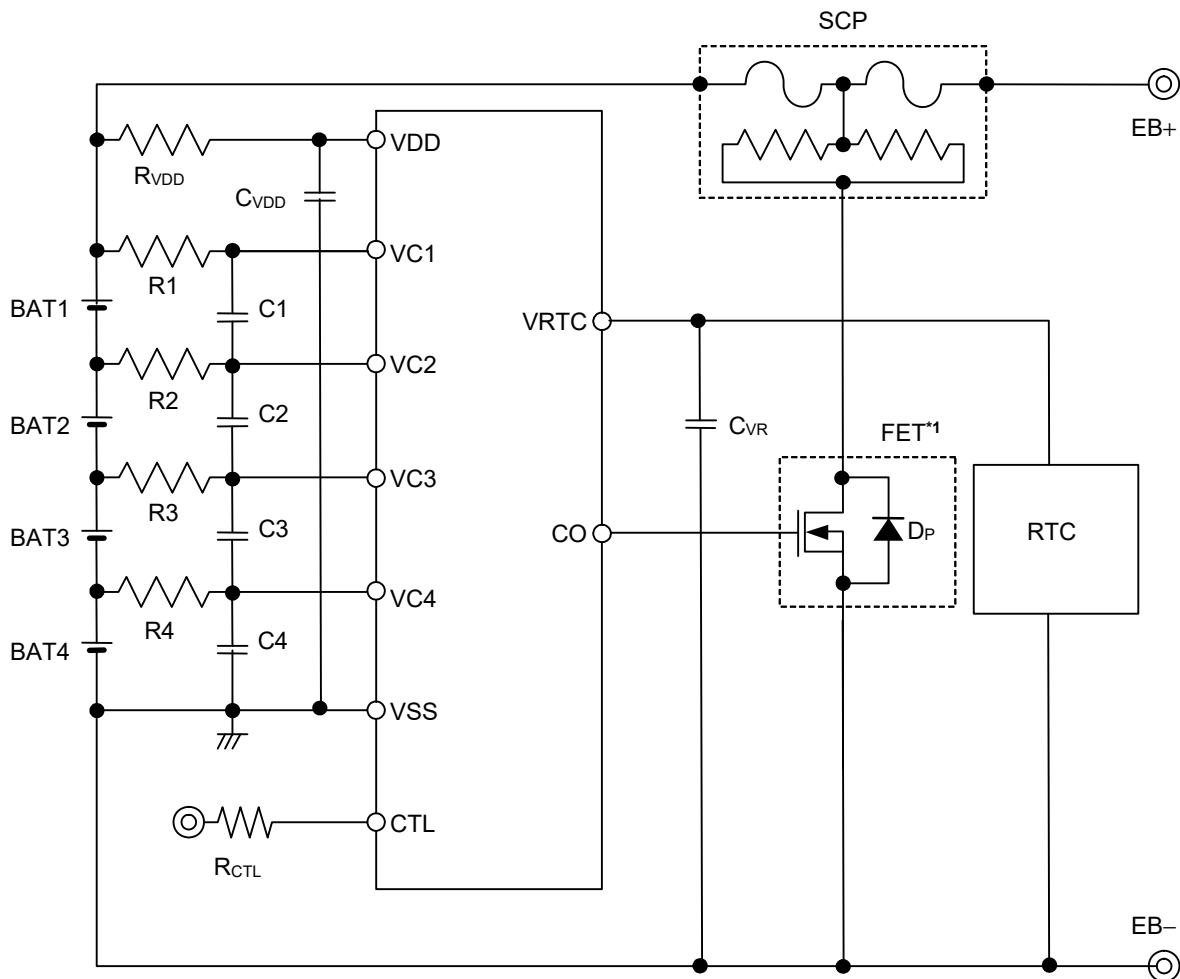 SCP
EB+
VDD
RVDD
CVDD
VC1
R1
BAT1
C1
VRTC
VC2
R2
BAT2
C2
CVR
FET*1
VC3
R3
BAT3
C3
CO
DP
RTC
VC4
R4
BAT4
C4
VSS
CTL
RCTL
EB−